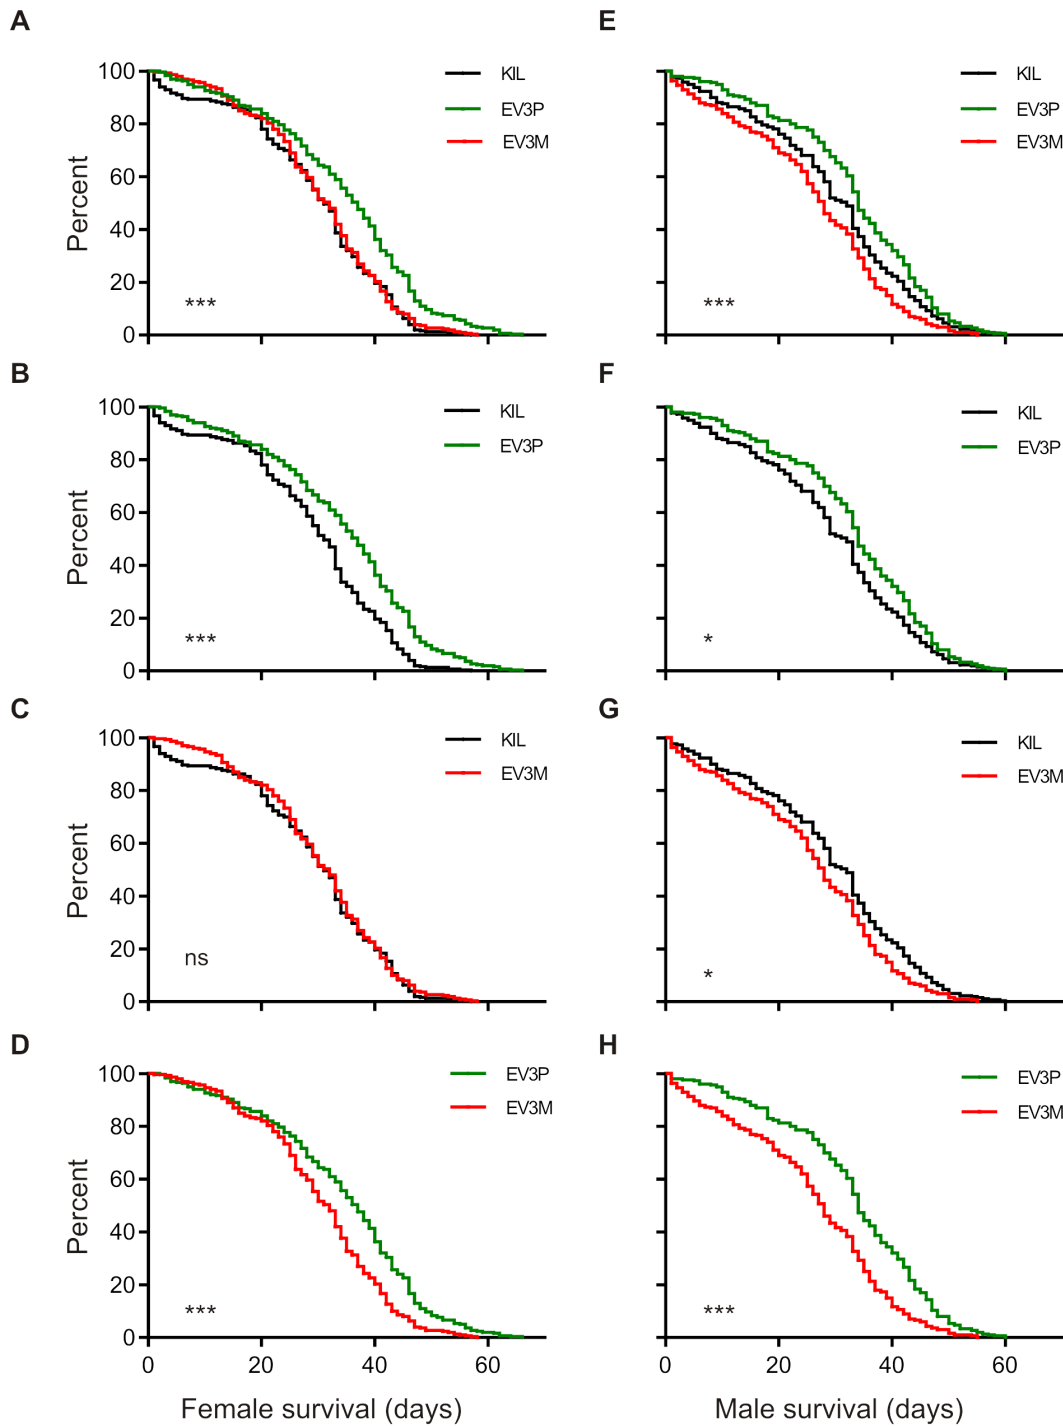 A
E
100
80
60
40
20
0
Percent
KIL
EV3P
EV3M
***
KIL
EV3P
EV3M
***
B
F
100
80
60
40
20
0
Percent
KIL
EV3P
***
KIL
EV3P
*
C
G
100
80
60
40
20
0
Percent
KIL
EV3M
ns
KIL
EV3M
*
D
H
100
80
60
40
20
0
Percent
EV3P
EV3M
***
EV3P
EV3M
***
0 20 40 60
0 20 40 60
Female survival (days)
Male survival (days)